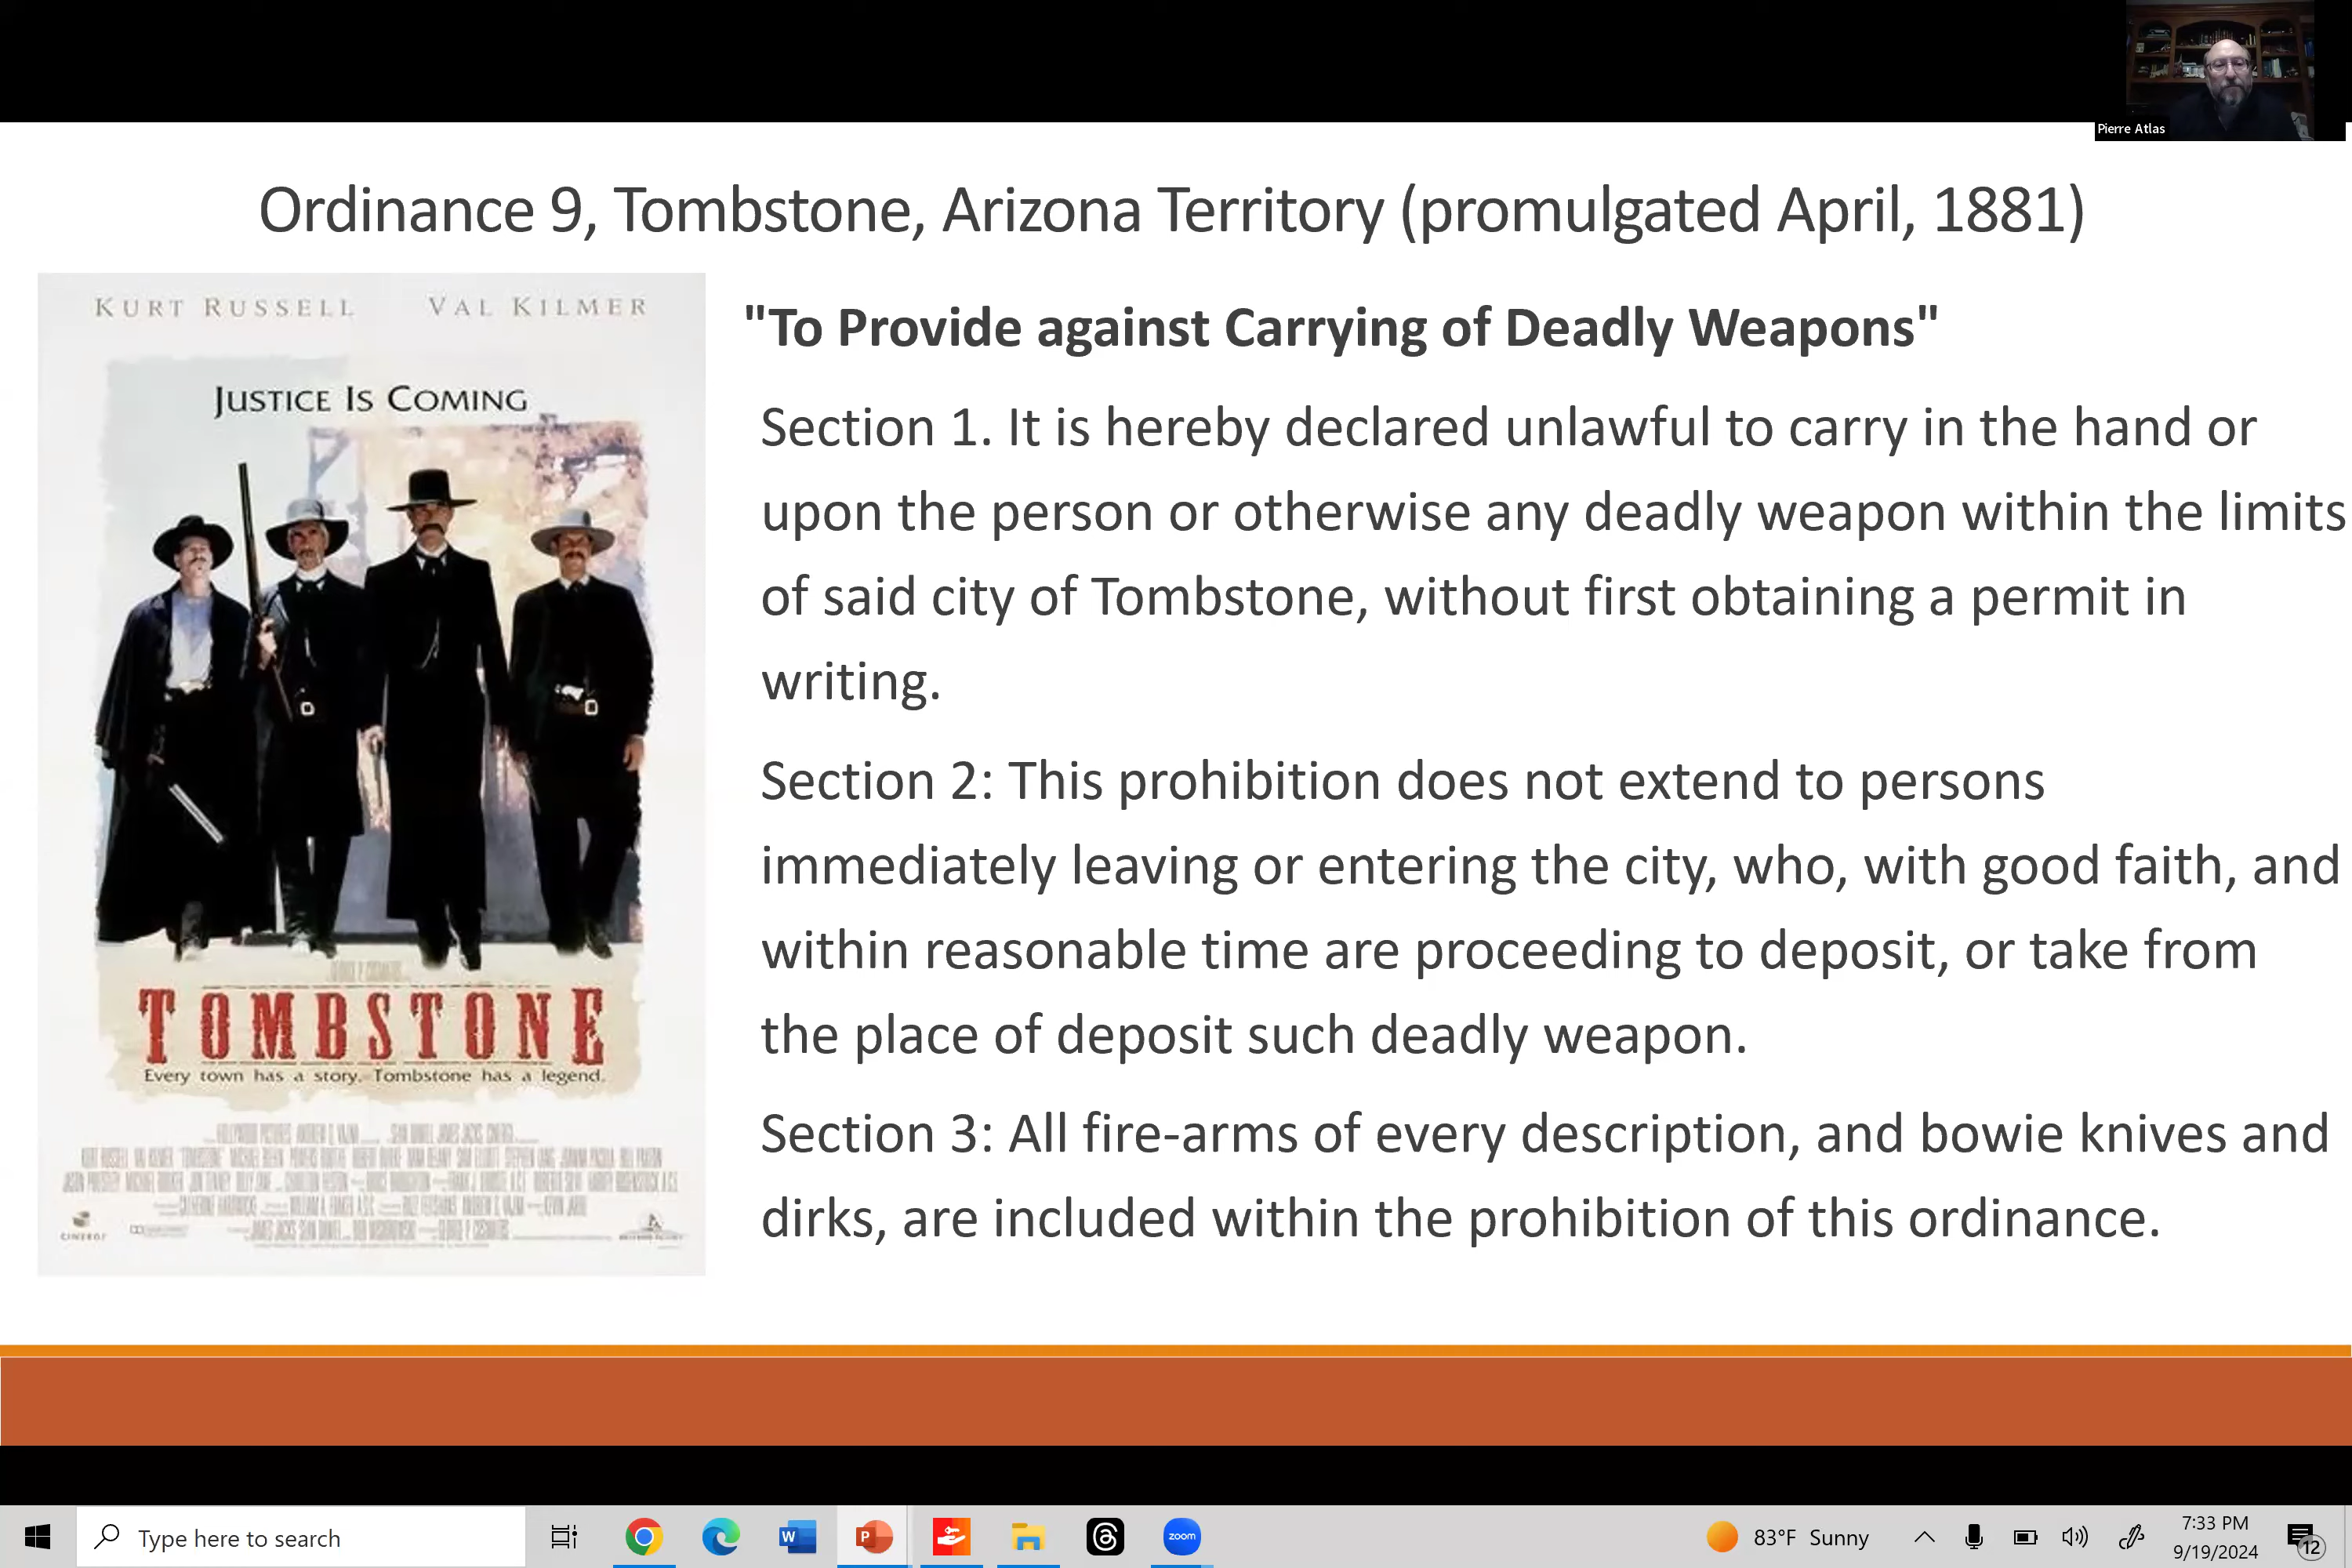 Pierre Atlas
Ordinance 9, Tombstone, Arizona Territory (promulgated April, 1881)
KURT RUSSELL VAL KILMER
JUSTICE IS COMING
TOMBSTONE
Every town has a story. Tombstone has a legend.
CINERGI
"To Provide against Carrying of Deadly Weapons"
Section 1. It is hereby declared unlawful to carry in the hand or
upon the person or otherwise any deadly weapon within the limits
of said city of Tombstone, without first obtaining a permit in
writing.
Section 2: This prohibition does not extend to persons
immediately leaving or entering the city, who, with good faith, and
within reasonable time are proceeding to deposit, or take from
the place of deposit such deadly weapon.
Section 3: All fire-arms of every description, and bowie knives and
dirks, are included within the prohibition of this ordinance.
Type here to search
W
P
zoom
83°F Sunny
7:33 PM
9/19/2024
12